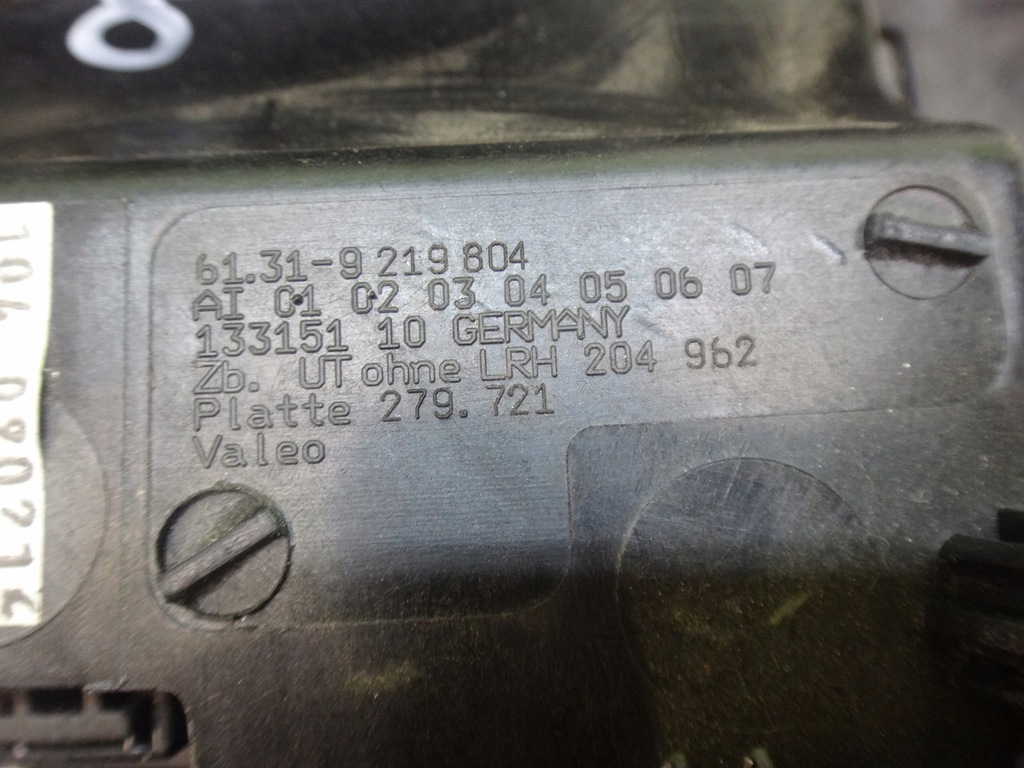 61.31-9 219 804
AI 01 02 03 04 05 06 07
133151 10 GERMANY
Zb. UT ohne LRH 204 962
Platte 279.721
Valeo